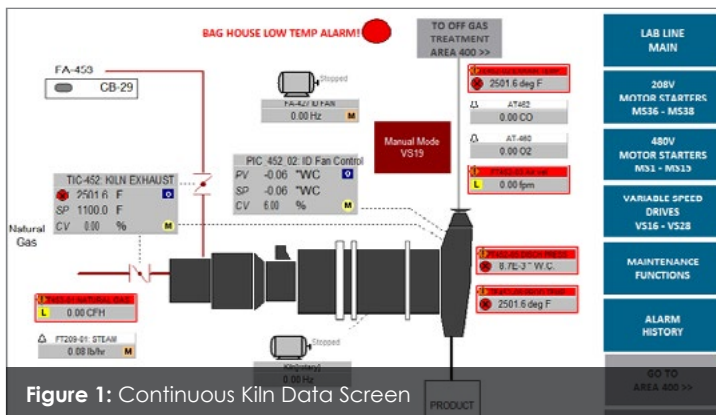 BAG HOUSE LOW TEMP ALARM!
TO OFF GAS
TREATMENT
AREA 400 >>
LAB LINE
MAIN
FA-453
CB-29
Stopped
FA-427 ID FAN
0.00 Hz M
2501.6 deg F
AT462
0.00 CO
AT-460
0.00 O2
0.00 fpm
L
208V
MOTOR STARTERS
MS36 - MS38
480V
MOTOR STARTERS
MS1 - MS15
VARIABLE SPEED
DRIVES
VS16 - VS28
MAINTENANCE
FUNCTIONS
ALARM
HISTORY
GO TO
AREA 400 >>
Manual Mode
VS19
PIC_452_02: ID Fan Control
PV -0.06 "WC
SP -0.06 "WC
CV 6.00 % M
TIC-452: KILN EXHAUST
2501.6 F
SP 1100.0 F
CV 0.00 % M
Natural
Gas
NATURAL GAS
L 0.00 CFH
FT209-01: STEAM
0.08 lb/hr M
8.7E-3 " W.C.
2501.6 deg F
Stopped
0.00 Hz
PRODUCT
Figure 1: Continuous Kiln Data Screen